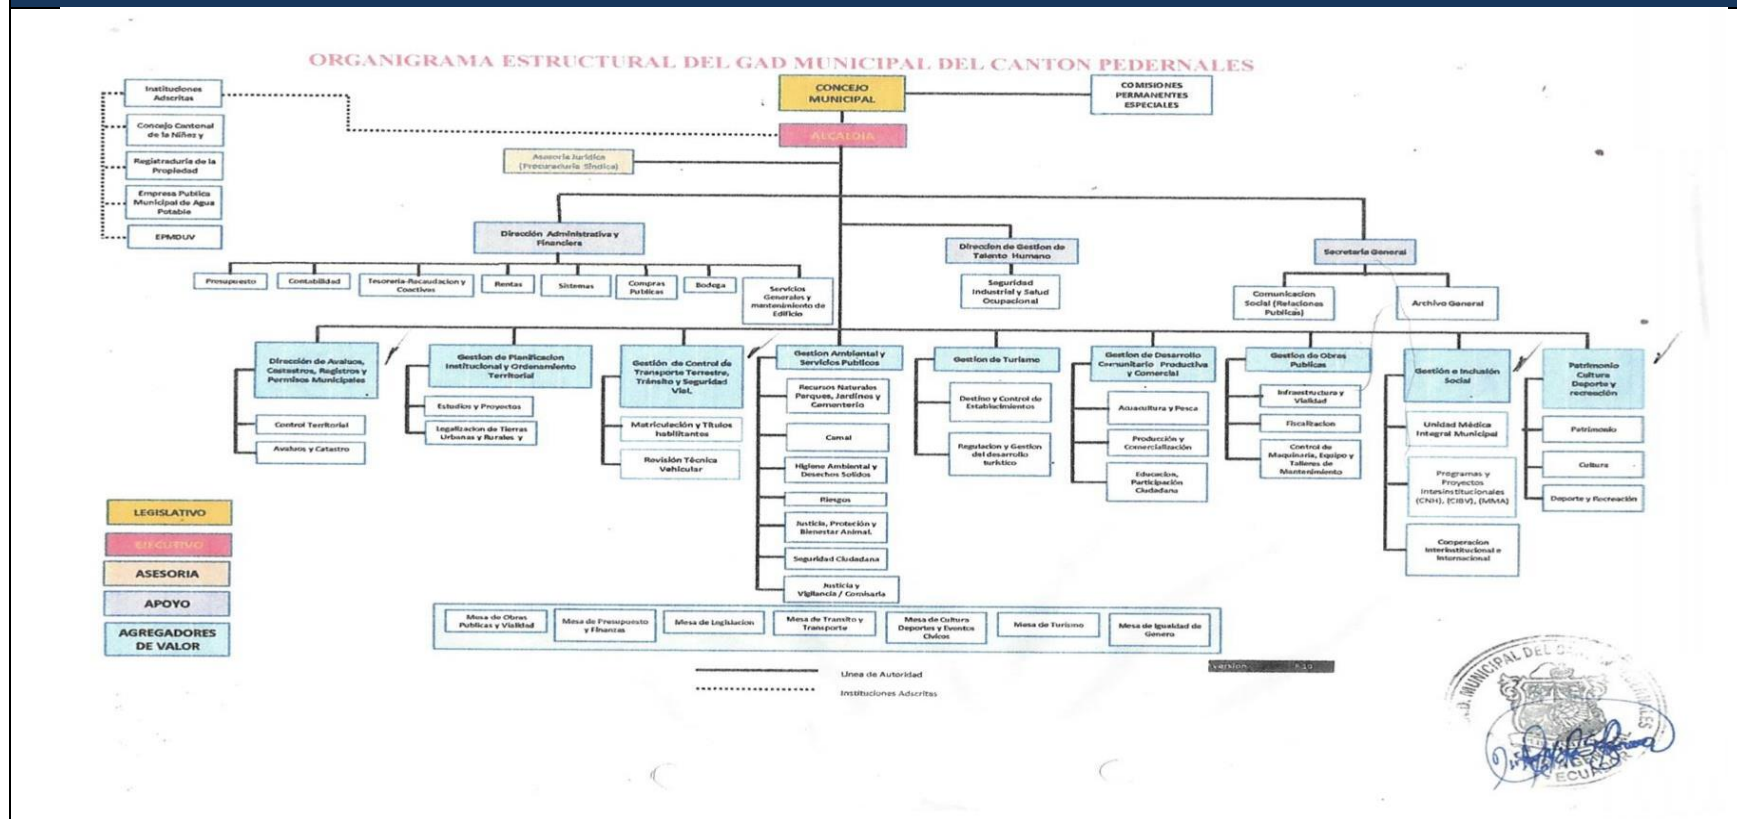 ORGANIGRAMA ESTRUCTURAL DEL GAD MUNICIPAL DEL CANTON PEDERNALES
CONCEJO
MUNICIPAL
COMISIONES
PERMANENTES
ESPECIALES
ALCALDIA
Instituciones
Adscritas
Concejo Cantonal
de la Niñez y
Registraduria de la
Propiedad
Empresa Publica
Municipal de Agua
Potable
EPMDUV
Asesoria Juridica
(Procuraduria Sindica)
Dirección Administrativa y
Financiera
Direccion de Gestion de
Talento Humano
Secretaria General
Presupuesto
Contabilidad
Tesoreria-Recaudacion y
Coactivas
Rentas
Sistemas
Compras
Publicas
Bodega
Servicios
Generales y
mantenimiento de
Edificio
Seguridad
Industrial y Salud
Ocupacional
Comunicacion
Social (Relaciones
Publicas)
Archivo General
Dirección de Avaluos,
Castastros, Registros y
Permisos Municipales
Control Territorial
Avaluos y Catastro
Gestion de Planificacion
Institucional y Ordenamiento
Territorial
Estudios y Proyectos
Legalizacion de Tierras
Urbanas y Rurales y
Gestión de Control de
Transporte Terrestre,
Tránsito y Seguridad
Vial.
Matriculación y Títulos
habilitantes
Revisión Técnica
Vehicular
Gestion Ambiental y
Servicios Publicos
Recursos Naturales
Parques, Jardines y
Cementerio
Camal
Higiene Ambiental y
Desechos Solidos
Riesgos
Justicia, Proteción y
Bienestar Animal.
Seguridad Ciudadana
Justicia y
Vigilancia / Comisaria
Gestion de Turismo
Destino y Control de
Establecimientos
Regulacion y Gestion
del desarrollo
turistico
Gestion de Desarrollo
Comunitario Productiva
y Comercial
Acuacultura y Pesca
Producción y
Comercialización
Educacion,
Participación
Ciudadana
Gestion de Obras
Publicas
Infraestructura y
Vialidad
Fiscalizacion
Control de
Maquinaria, Equipo y
Talleres de
Mantenimiento
Gestión e Inclusión
Social
Unidad Médica
Integral Municipal
Programas y
Proyectos
Intesinstitucionales
(CNH), (CIBV), (MMA)
Cooperacion
Interinstitucional e
Internacional
Patrimonio
Cultura
Deporte y
recreación
Patrimonio
Cultura
Deporte y Recreación
LEGISLATIVO
EJECUTIVO
ASESORIA
APOYO
AGREGADORES
DE VALOR
Mesa de Obras
Publicas y Vialidad
Mesa de Presupuesto
y Finanzas
Mesa de Legislacion
Mesa de Transito y
Transporte
Mesa de Cultura
Deportes y Eventos
Civicos
Mesa de Turismo
Mesa de Igualdad de
Genero
Linea de Autoridad
Instituciones Adscritas
version
MUNICIPAL DEL
ECUADOR